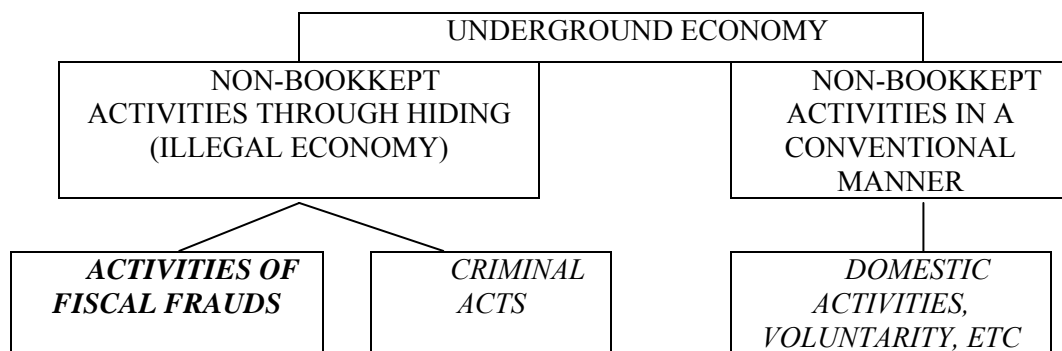 UNDERGROUND ECONOMY
NON-BOOKKEPT
ACTIVITIES THROUGH HIDING
(ILLEGAL ECONOMY)
NON-BOOKKEPT
ACTIVITIES IN A
CONVENTIONAL
MANNER
ACTIVITIES OF
FISCAL FRAUDS
CRIMINAL
ACTS
DOMESTIC
ACTIVITIES,
VOLUNTARITY, ETC